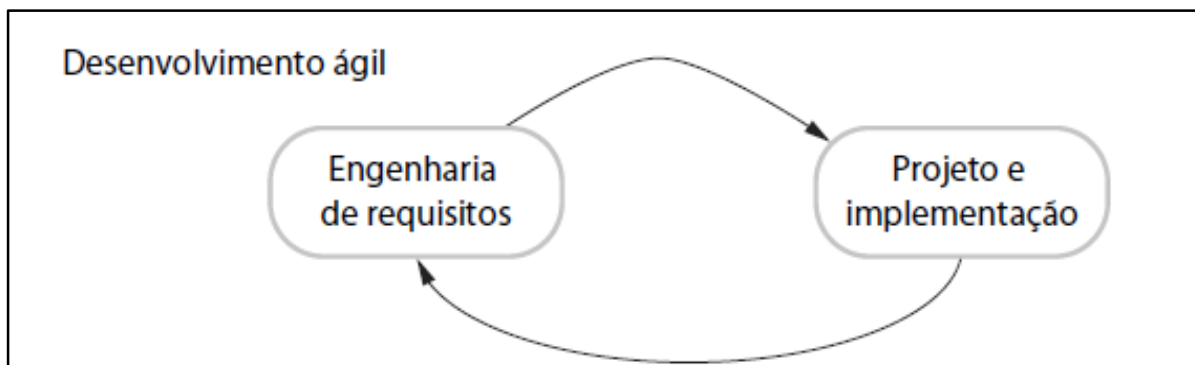 Desenvolvimento ágil
Engenharia
de requisitos
Projeto e
implementação